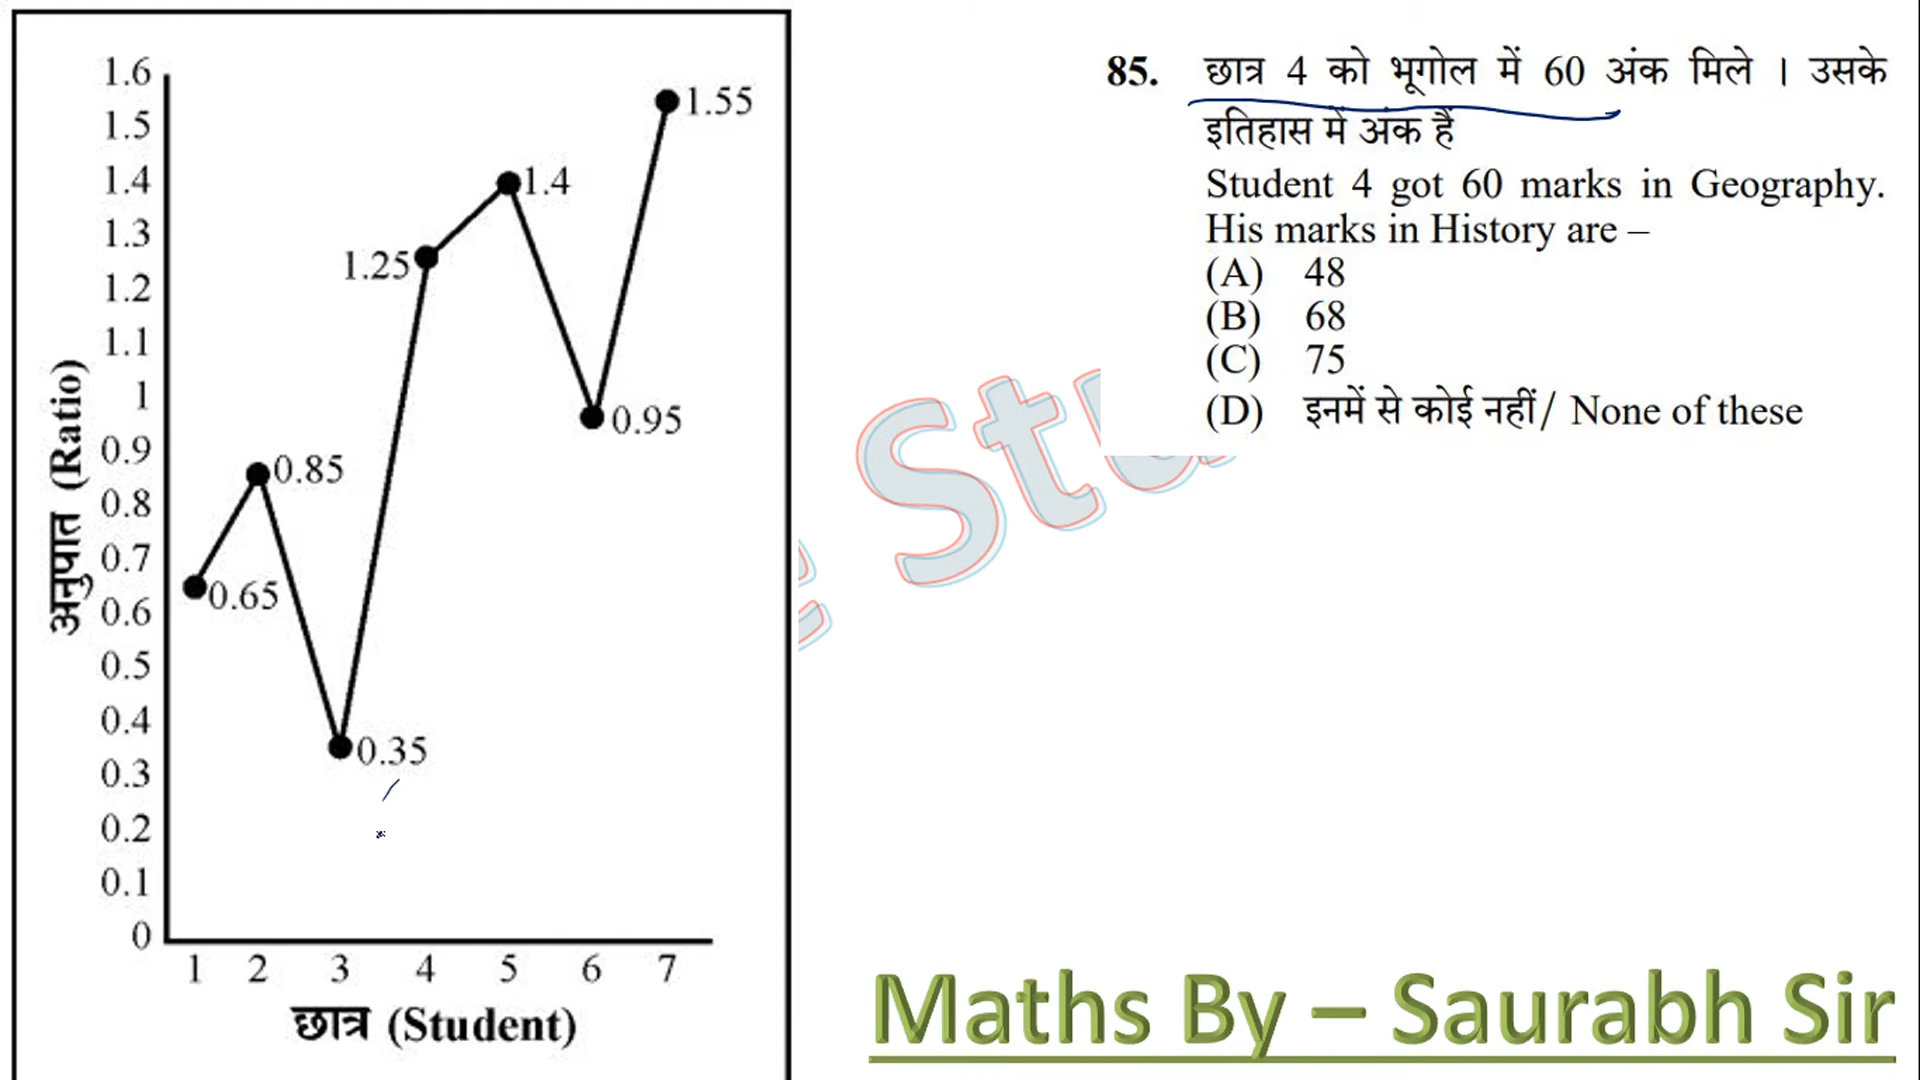 1.6
1.5
1.4
1.3
1.2
1.1
1
0.9
0.8
0.7
0.6
0.5
0.4
0.3
0.2
0.1
0
अनुपात (Ratio)
0.65
0.85
0.35
1.25
1.4
0.95
1.55
1 2 3 4 5 6 7
छात्र (Student)
85. छात्र 4 को भूगोल में 60 अंक मिले । उसके
इतिहास में अंक हैं
Student 4 got 60 marks in Geography.
His marks in History are –
(A) 48
(B) 68
(C) 75
(D) इनमें से कोई नहीं/ None of these
Maths By – Saurabh Sir